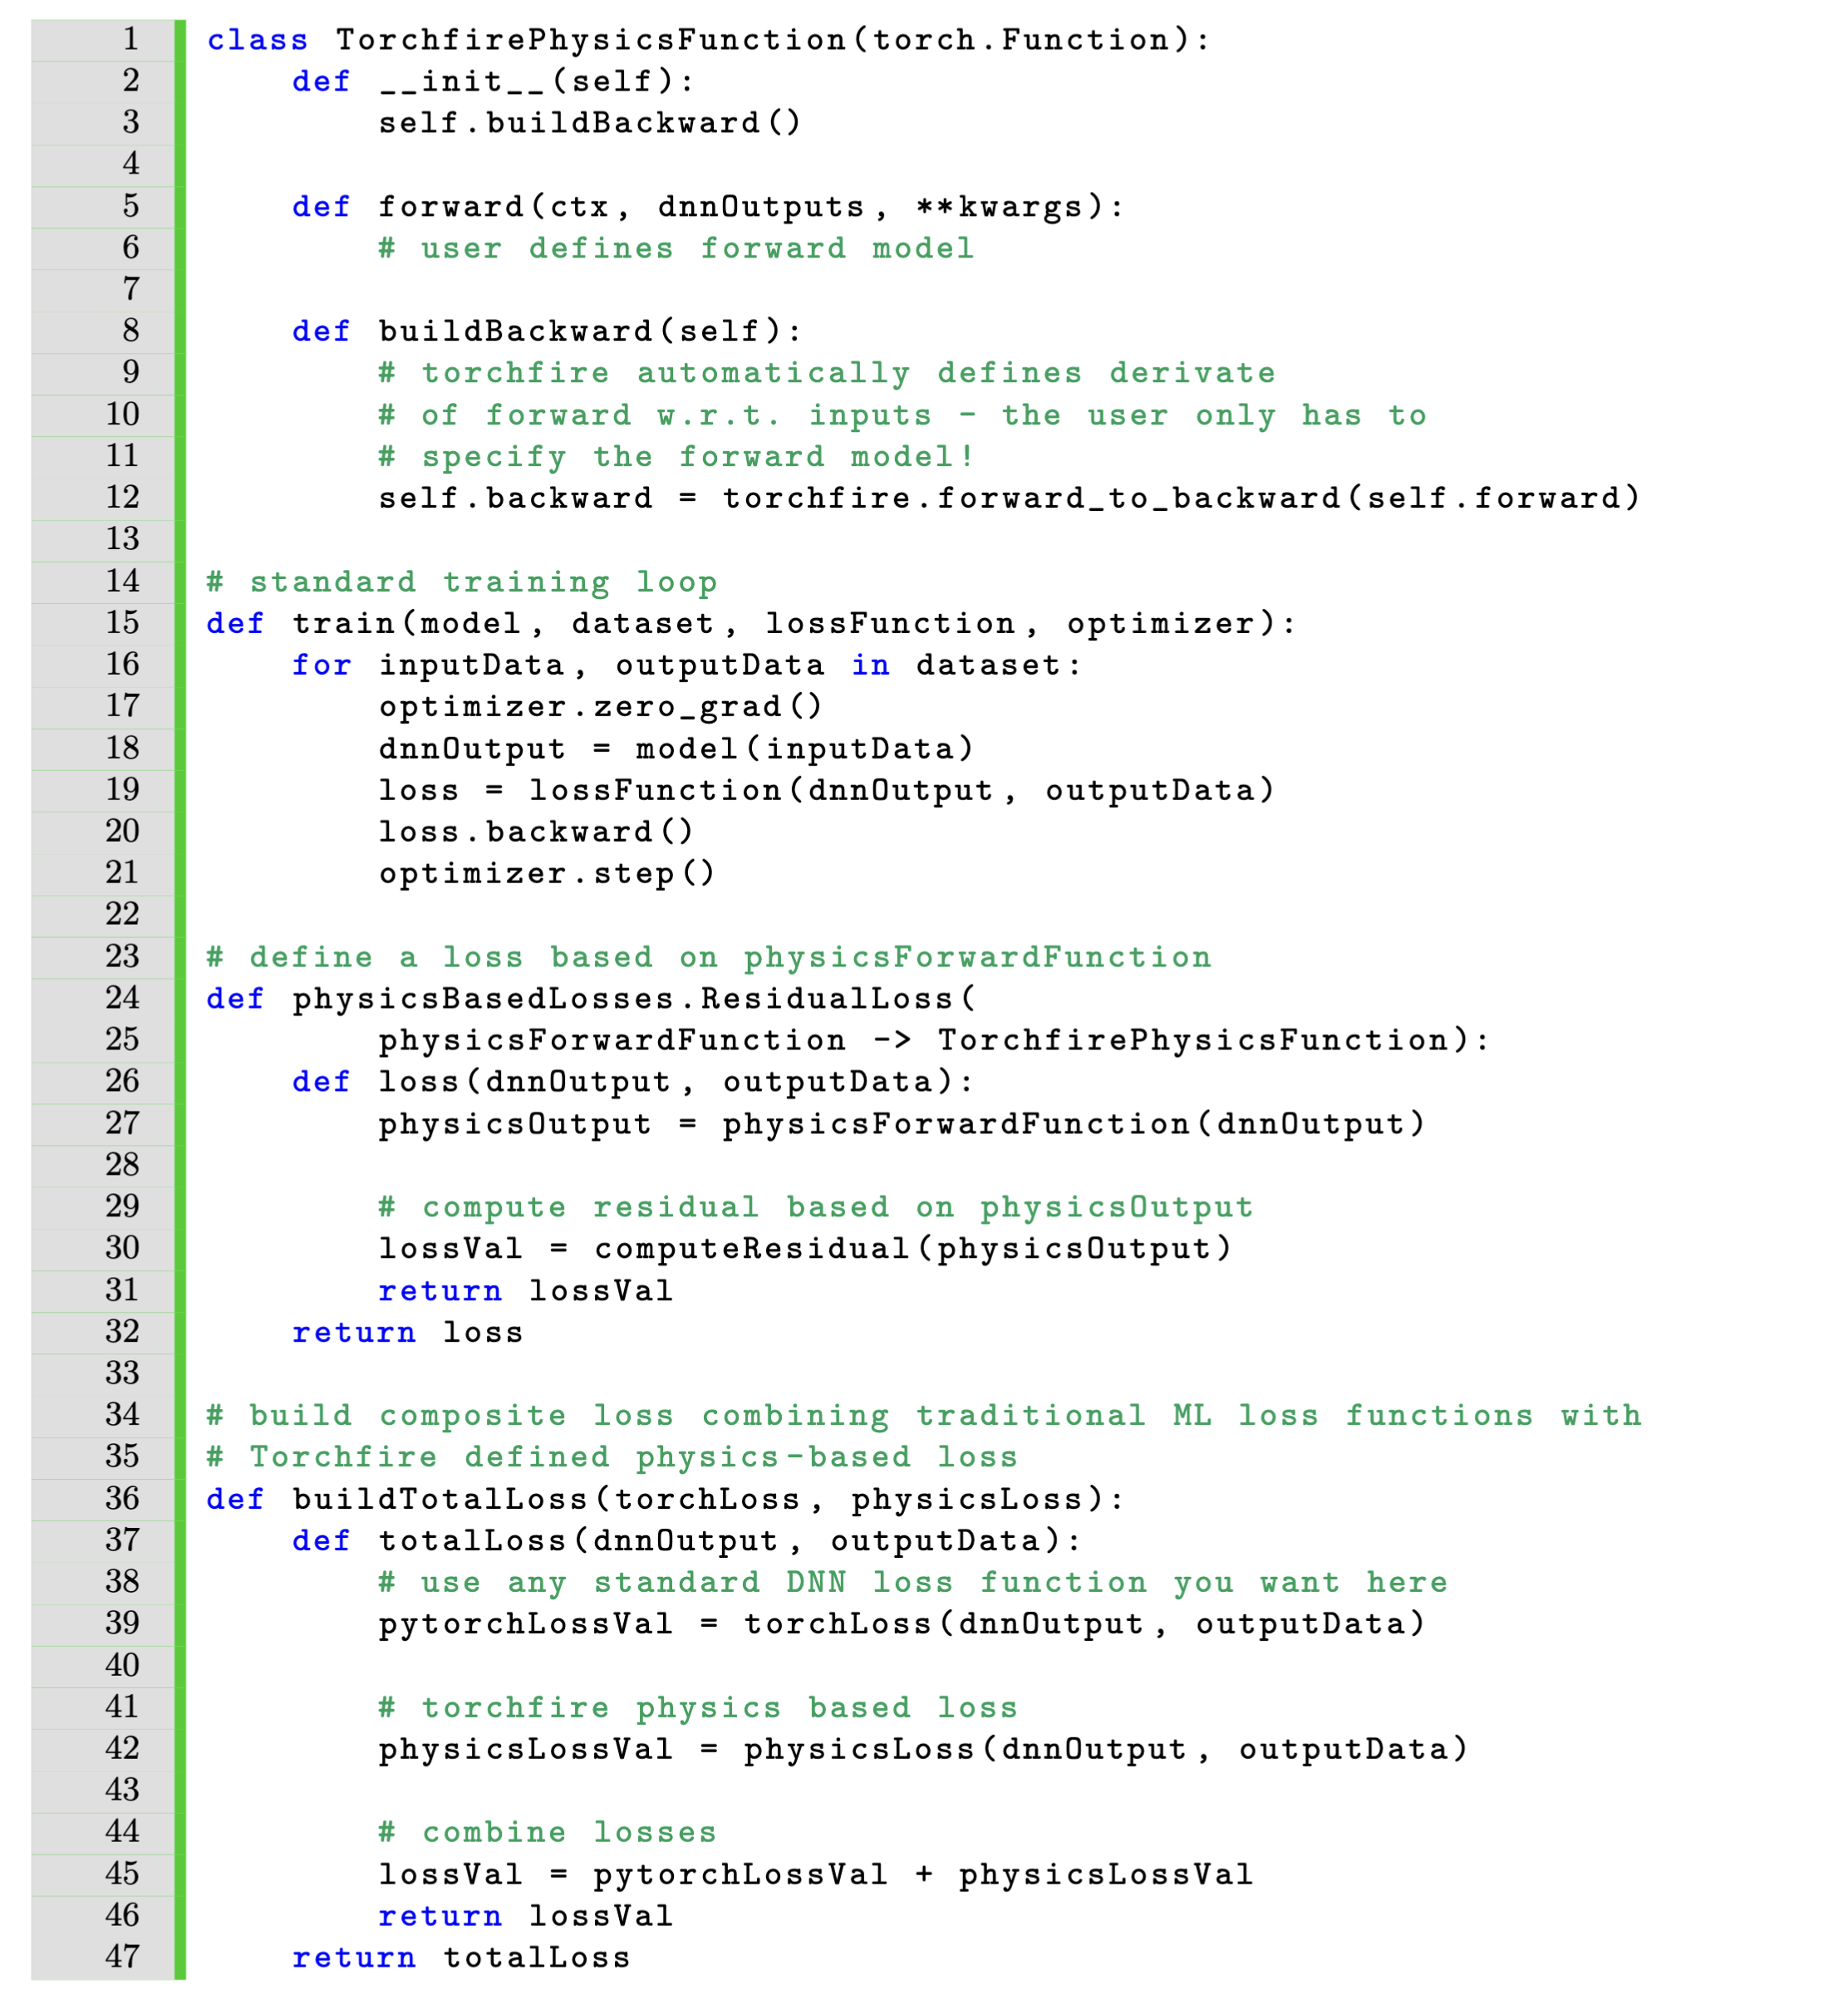 1 class TorchfirePhysicsFunction(torch.Function):
2     def __init__(self):
3         self.buildBackward()
4
5     def forward(ctx, dnnOutputs, **kwargs):
6         # user defines forward model
7
8     def buildBackward(self):
9         # torchfire automatically defines derivate
10         # of forward w.r.t. inputs - the user only has to
11         # specify the forward model!
12         self.backward = torchfire.forward_to_backward(self.forward)
13
14 # standard training loop
15 def train(model, dataset, lossFunction, optimizer):
16     for inputData, outputData in dataset:
17         optimizer.zero_grad()
18         dnnOutput = model(inputData)
19         loss = lossFunction(dnnOutput, outputData)
20         loss.backward()
21         optimizer.step()
22
23 # define a loss based on physicsForwardFunction
24 def physicsBasedLosses.ResidualLoss(
25         physicsForwardFunction -> TorchfirePhysicsFunction):
26     def loss(dnnOutput, outputData):
27         physicsOutput = physicsForwardFunction(dnnOutput)
28
29         # compute residual based on physicsOutput
30         lossVal = computeResidual(physicsOutput)
31         return lossVal
32     return loss
33
34 # build composite loss combining traditional ML loss functions with
35 # Torchfire defined physics-based loss
36 def buildTotalLoss(torchLoss, physicsLoss):
37     def totalLoss(dnnOutput, outputData):
38         # use any standard DNN loss function you want here
39         pytorchLossVal = torchLoss(dnnOutput, outputData)
40
41         # torchfire physics based loss
42         physicsLossVal = physicsLoss(dnnOutput, outputData)
43
44         # combine losses
45         lossVal = pytorchLossVal + physicsLossVal
46         return lossVal
47     return totalLoss